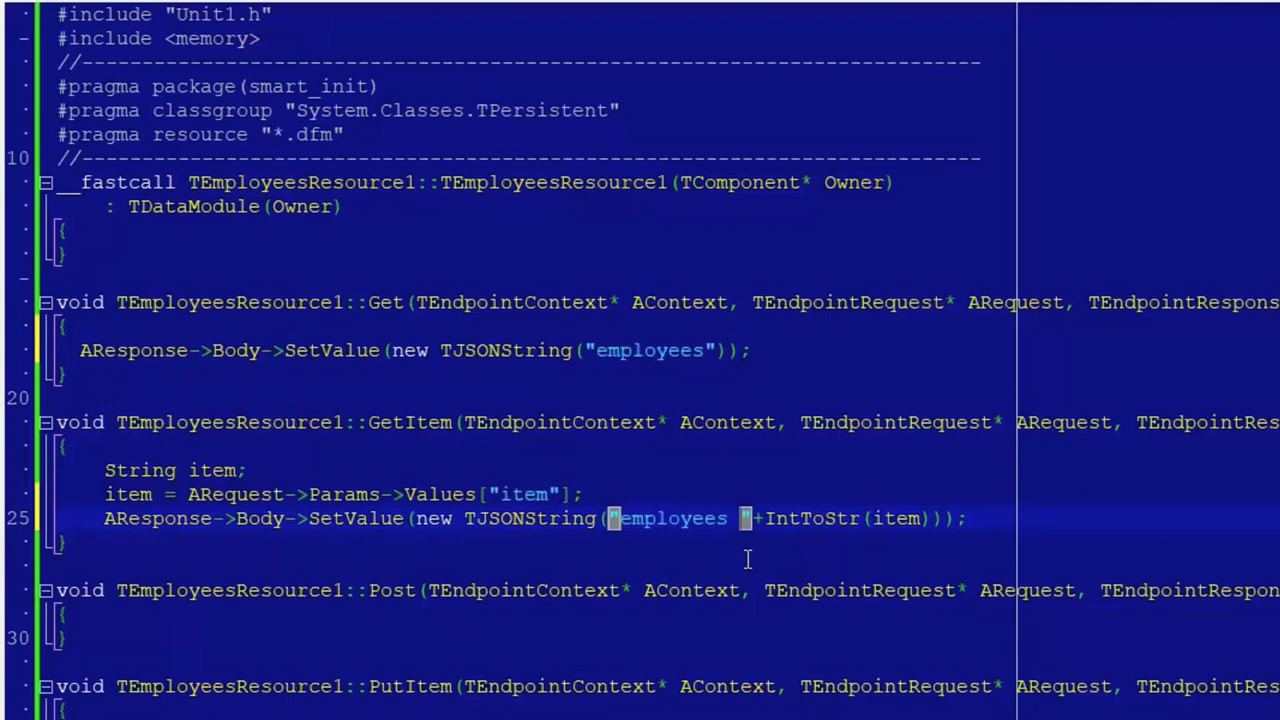 #include "Unit1.h"
#include <memory>
//---------------------------------------------------------------------------
#pragma package(smart_init)
#pragma classgroup "System.Classes.TPersistent"
#pragma resource "*.dfm"
10 //---------------------------------------------------------------------------
__fastcall TEmployeesResource1::TEmployeesResource1(TComponent* Owner)
: TDataModule(Owner)
{
}
void TEmployeesResource1::Get(TEndpointContext* AContext, TEndpointRequest* ARequest, TEndpointRespons
{
AResponse->Body->SetValue(new TJSONString("employees"));
}
20
void TEmployeesResource1::GetItem(TEndpointContext* AContext, TEndpointRequest* ARequest, TEndpointRes
{
String item;
item = ARequest->Params->Values["item"];
25 AResponse->Body->SetValue(new TJSONString("employees "+IntToStr(item)));
}
void TEmployeesResource1::Post(TEndpointContext* AContext, TEndpointRequest* ARequest, TEndpointRespon
{
30 }
void TEmployeesResource1::PutItem(TEndpointContext* AContext, TEndpointRequest* ARequest, TEndpointRes
{